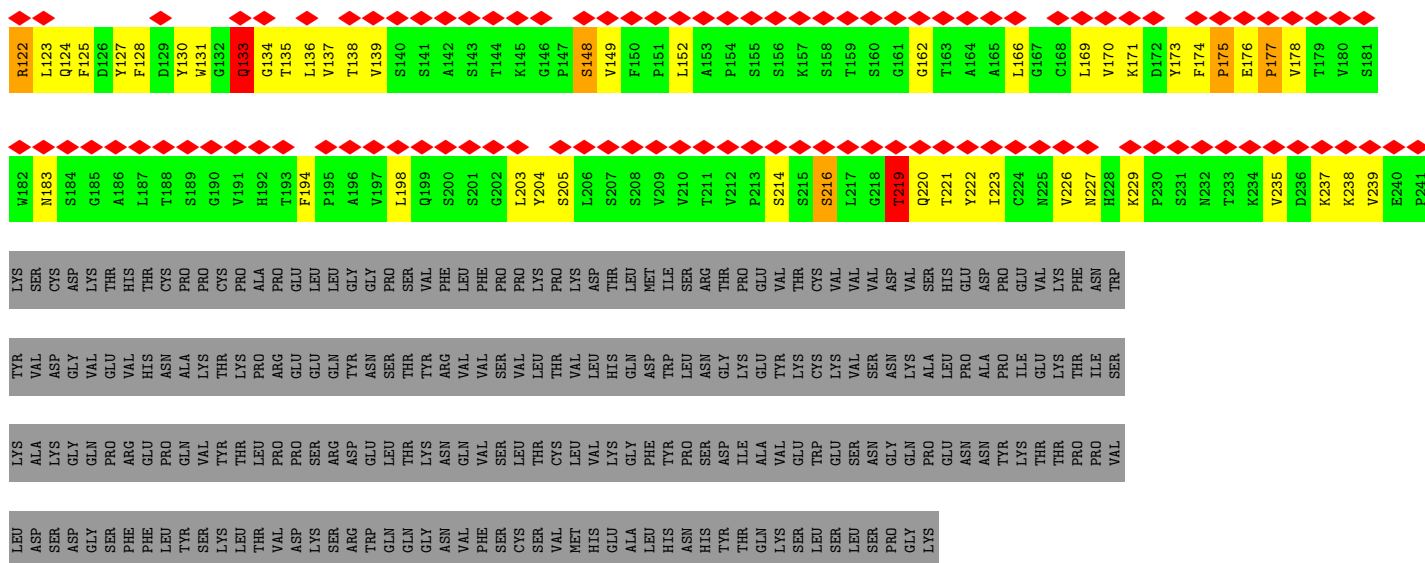 R122 L123 Q124 F125 D126 Y127 F128 D129 Y130 W131 G132 Q133 G134 T135 L136 V137 T138 V139 S140 S141 A142 S143 T144 K145 G146 P147 S148 V149 F150 P151 L152 A153 P154 S155 S156 K157 S158 T159 S160 G161 G162 T163 A164 A165 L166 G167 C168 L169 V170 K171 D172 Y173 F174 P175 E176 P177 V178 T179 V180 S181
W182 N183 S184 G185 A186 L187 T188 S189 G190 V191 H192 T193 F194 P195 A196 V197 L198 Q199 S200 S201 G202 L203 Y204 S205 L206 S207 S208 V209 V210 T211 V212 P213 S214 S215 S216 L217 G218 T219 Q220 T221 Y222 I223 C224 N225 V226 N227 H228 K229 P230 S231 N232 T233 K234 V235 D236 K237 K238 V239 E240 P241
LYS SER CYS ASP LYS THR HIS THR CYS PRO PRO CYS PRO ALA PRO GLU LEU LEU GLY GLY PRO SER VAL PHE LEU PHE PRO PRO LYS PRO LYS ASP THR LEU MET ILE SER ARG THR PRO GLU VAL THR CYS VAL VAL VAL ASP VAL SER HIS GLU ASP PRO GLU VAL LYS PHE ASN TRP
TYR VAL ASP GLY VAL GLU VAL HIS ASN ALA LYS THR LYS PRO ARG GLU GLU GLN TYR ASN SER THR TYR ARG VAL VAL SER VAL LEU THR VAL LEU HIS GLN ASP TRP LEU ASN GLY LYS GLU TYR LYS CYS LYS VAL SER ASN LYS ALA LEU PRO ALA PRO ILE GLU LYS THR ILE SER
LYS ALA LYS GLY GLN PRO ARG GLU PRO GLN VAL TYR THR LEU PRO PRO SER ARG ASP GLU LEU THR LYS ASN GLN VAL SER LEU THR CYS LEU VAL LYS GLY PHE TYR PRO SER ASP ILE ALA VAL GLU TRP GLU SER ASN GLY GLN PRO GLU ASN ASN TYR LYS THR THR PRO PRO VAL
LEU ASP SER ASP GLY SER PHE PHE LEU TYR SER LYS LEU THR VAL ASP LYS SER ARG TRP GLN GLN GLY ASN VAL PHE SER CYS SER VAL MET HIS GLU ALA LEU HIS ASN HIS TYR THR GLN LYS SER LEU SER LEU SER PRO GLY LYS